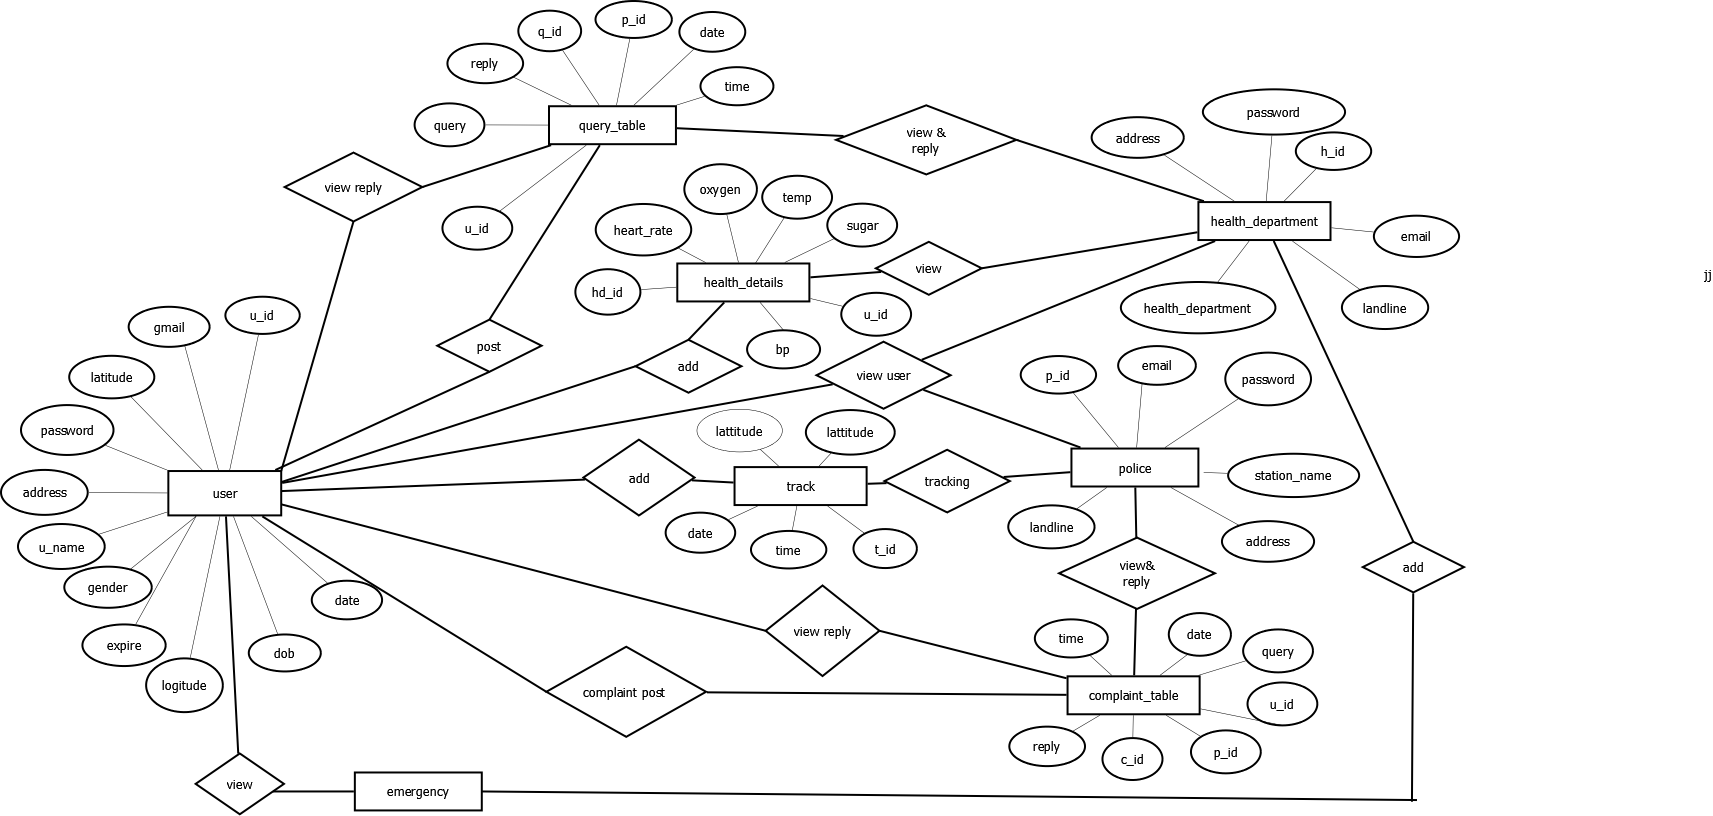 p_id
q_id
date
reply
time
query
query_table
view &
reply
password
address
h_id
view reply
oxygen
temp
health_department
u_id
heart_rate
sugar
email
view
jj
health_details
hd_id
health_department
landline
u_id
gmail
u_id
post
bp
add
view user
p_id
email
password
latitude
password
lattitude
lattitude
police
station_name
user
address
add
track
tracking
landline
address
date
time
t_id
u_name
gender
view&
reply
add
date
expire
dob
logitude
view reply
time
date
query
complaint post
complaint_table
u_id
reply
c_id
p_id
view
emergency